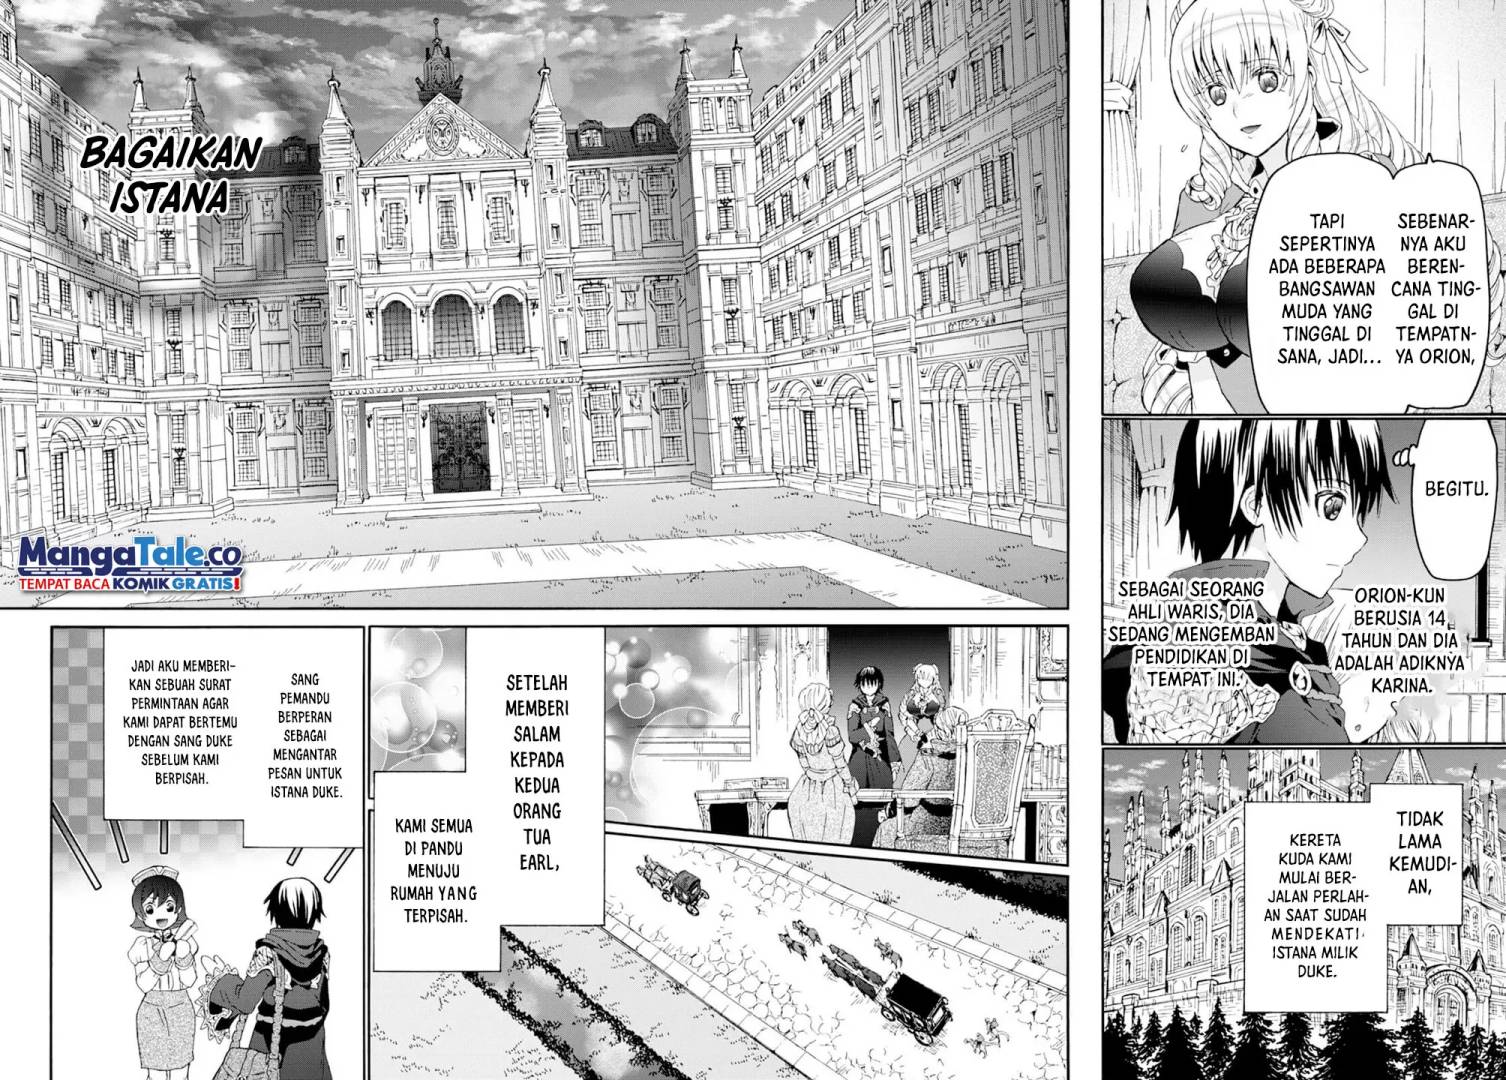 SEBENAR-
NYA AKU
BEREN-
CANA TING-
GAL DI
TEMPATN-
YA ORION,
TAPI
SEPERTINYA
ADA BEBERAPA
BANGSAWAN
MUDA YANG
TINGGAL DI
SANA, JADI...
BEGITU.
ORION-KUN
BERUSIA 14
TAHUN DAN DIA
ADALAH ADIKNYA
KARINA.
SEBAGAI SEORANG
AHLI WARIS, DIA
SEDANG MENGEMBAN
PENDIDIKAN DI
TEMPAT INI.
TIDAK
LAMA
KEMUDI-
AN,
KERETA
KUDA KAMI
MULAI BER-
JALAN PERLAH-
AN SAAT SUDAH
MENDEKATI
ISTANA MILIK
DUKE.
BAGAIKAN
ISTANA
MangaTale.co
TEMPAT BACA KOMIK GRATIS!
SETELAH
MEMBERI
SALAM
KEPADA
KEDUA
ORANG
TUA
EARL,
KAMI SEMUA
DI PANDU
MENUJU
RUMAH YANG
TERPISAH.
SANG
PEMANDU
BERPERAN
SEBAGAI
MENGANTAR
PESAN UNTUK
ISTANA DUKE.
JADI AKU MEMBERI-
KAN SEBUAH SURAT
PERMINTAAN AGAR
KAMI DAPAT BERTEMU
DENGAN SANG DUKE
SEBELUM KAMI
BERPISAH.